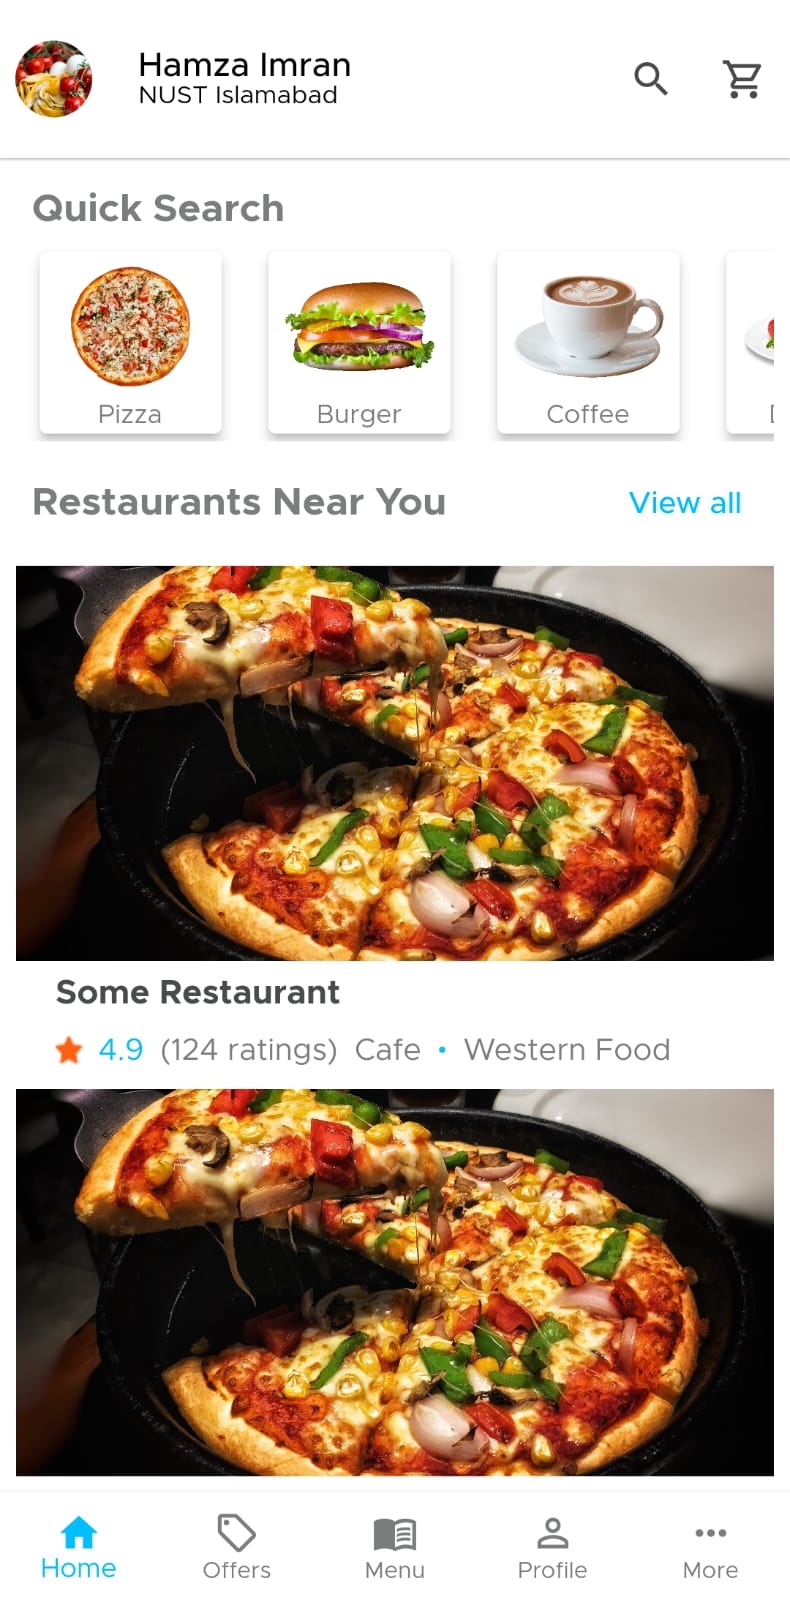 Hamza Imran
NUST Islamabad
Quick Search
Pizza Burger Coffee
Restaurants Near You View all
Some Restaurant
4.9 (124 ratings) Cafe • Western Food
Home Offers Menu Profile More